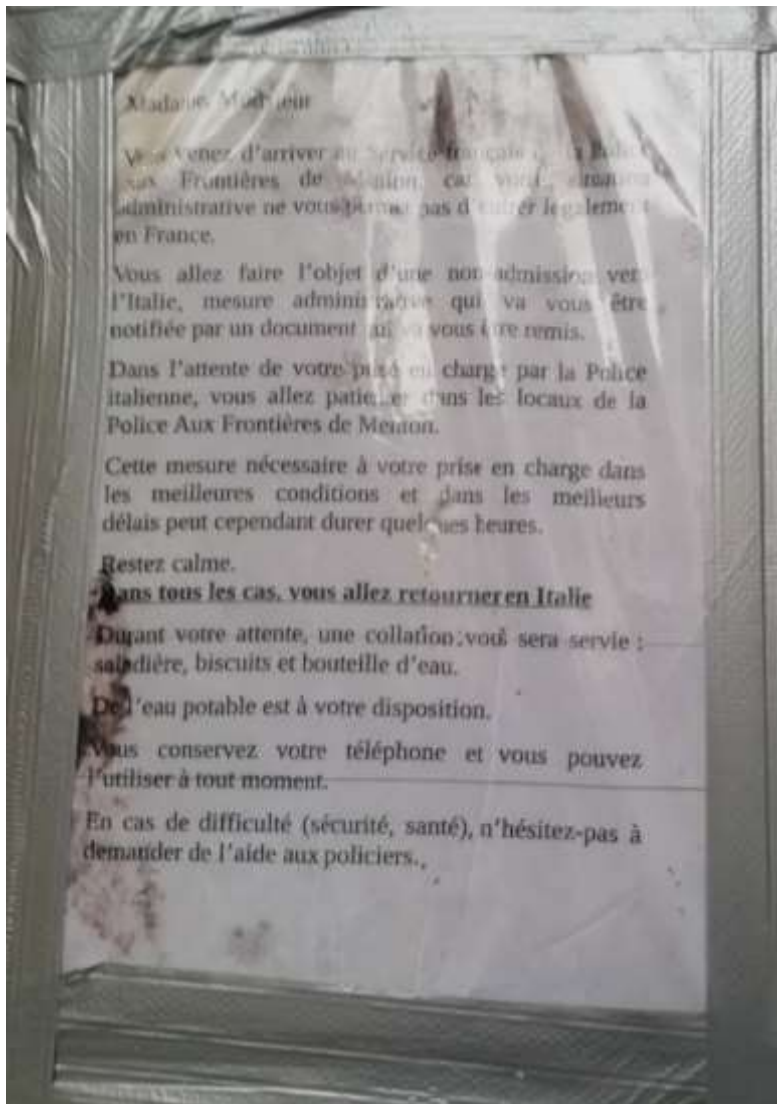 Madame, Monsieur
Vous venez d'arriver au Service français de la Police
aux Frontières de Menton, car votre situation
administrative ne vous permet pas d'entrer légalement
en France.
Vous allez faire l'objet d'une non-admission vers
l'Italie, mesure administrative qui va vous être
notifiée par un document qui va vous être remis.
Dans l'attente de votre prise en charge par la Police
italienne, vous allez patienter dans les locaux de la
Police Aux Frontières de Menton.
Cette mesure nécessaire à votre prise en charge dans
les meilleures conditions et dans les meilleurs
délais peut cependant durer quelques heures.
Restez calme.
Dans tous les cas, vous allez retourner en Italie
Durant votre attente, une collation vous sera servie :
saladière, biscuits et bouteille d'eau.
De l'eau potable est à votre disposition.
Vous conservez votre téléphone et vous pouvez
l'utiliser à tout moment.
En cas de difficulté (sécurité, santé), n'hésitez-pas à
demander de l'aide aux policiers.